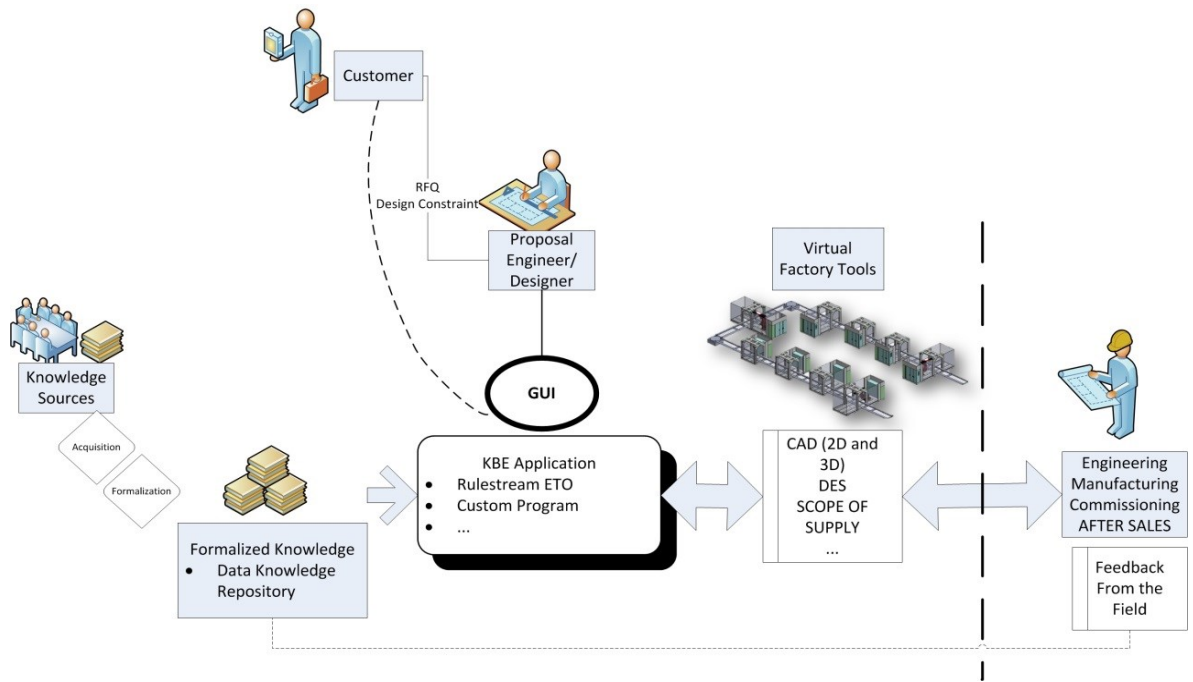 Customer
RFQ
Design Constraint
Proposal
Engineer/
Designer
Virtual
Factory Tools
Knowledge
Sources
Acquisition
Formalization
GUI
KBE Application
• Rulestream ETO
• Custom Program
• ...
CAD (2D and
3D)
DES
SCOPE OF
SUPPLY
...
Engineering
Manufacturing
Commissioning
AFTER SALES
Formalized Knowledge
• Data Knowledge
Repository
Feedback
From the
Field